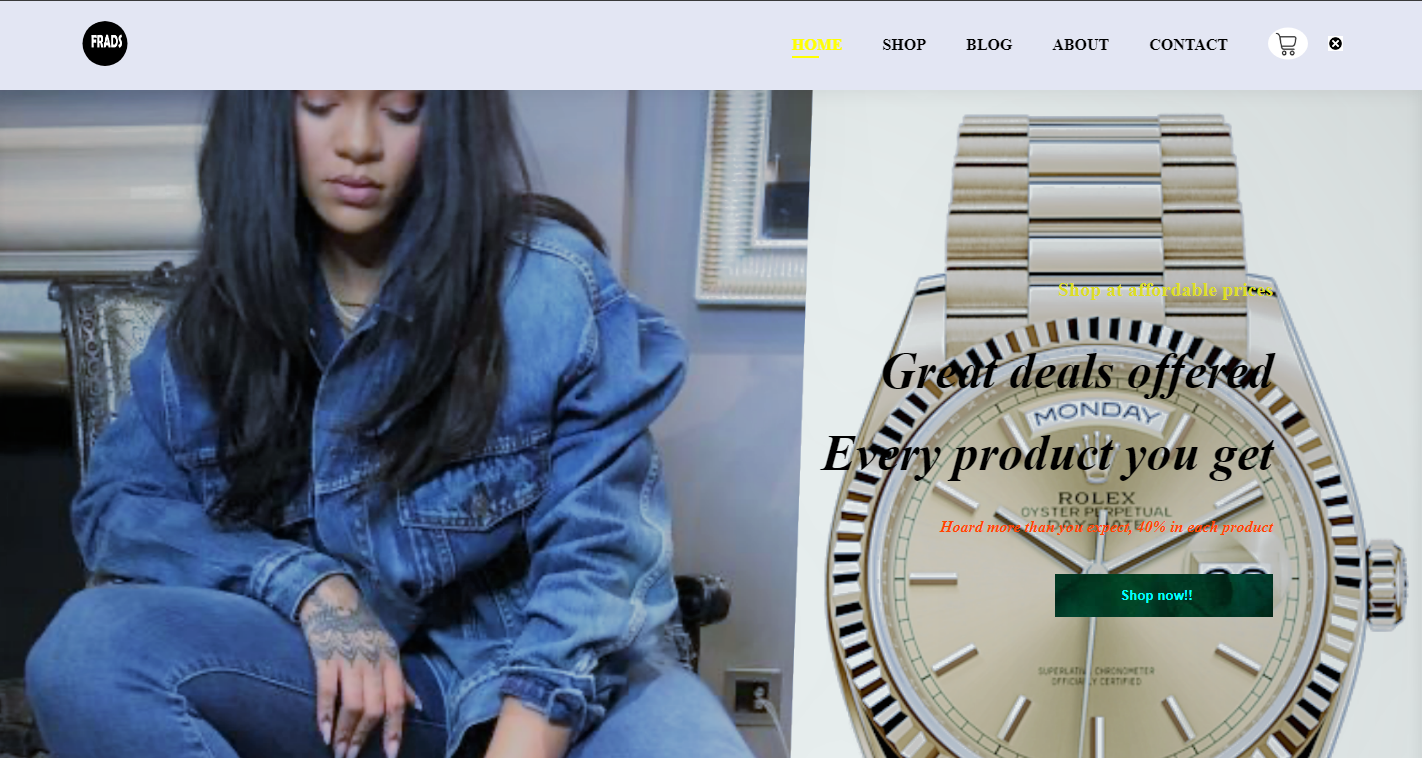 FRADS
HOME SHOP BLOG ABOUT CONTACT
Shop at affordable prices
Great deals offered
MONDAY
Every product you get
ROLEX
OYSTER PERPETUAL
Hoard more than you expect, 40% in each product
Shop now!!
SUPERLATIVE CHRONOMETER
OFFICIALLY CERTIFIED